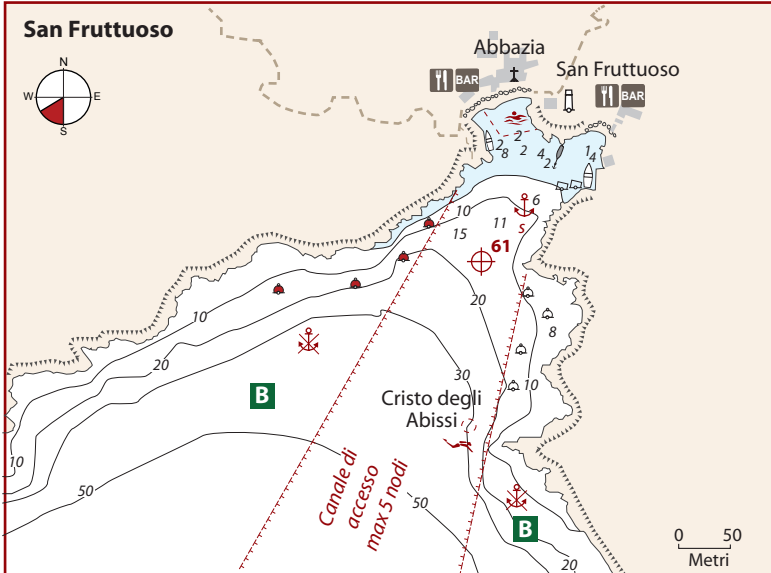 San Fruttuoso
N
W E
S
Abbazia
BAR
San Fruttuoso
BAR
2
2 8
2
4 2
1 4
6
10
11
S
15
61
20
10
8
20
30
10
Cristo degli
Abissi
B
10
50
Canale di
accesso
max 5 nodi
50
B
20
0 50
Metri